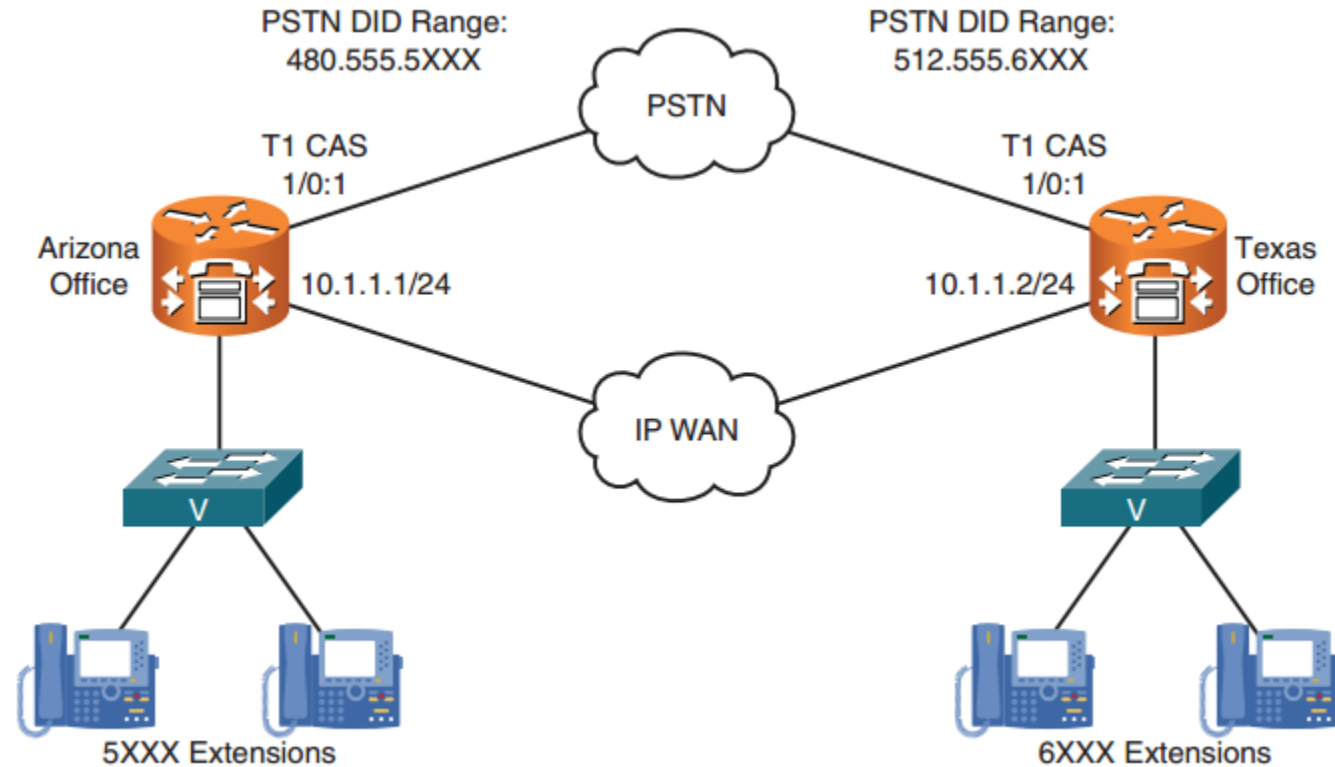 PSTN DID Range:
480.555.5XXX
PSTN DID Range:
512.555.6XXX
PSTN
T1 CAS
1/0:1
T1 CAS
1/0:1
Arizona
Office
10.1.1.1/24
10.1.1.2/24
Texas
Office
IP WAN
V
V
5XXX Extensions
6XXX Extensions